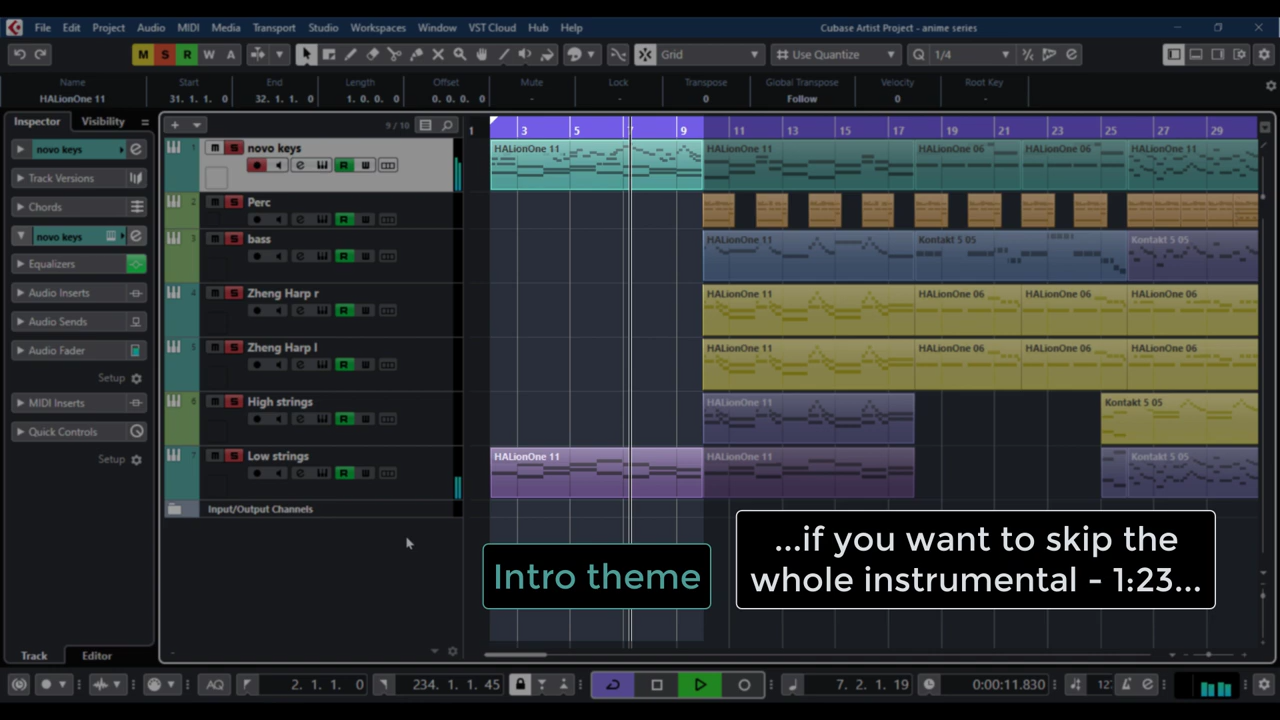 File Edit Project Audio MIDI Media Transport Studio Workspaces Window VST Cloud Hub Help Cubase Artist Project - anime series
M S R W A Grid Use Quantize Q 1/4
Name Start End Length Offset Mute Lock Transpose Global Transpose Velocity Root Key
HALionOne 11 31. 1. 1. 0 32. 1. 1. 0 1. 0. 0. 0 0. 0. 0. 0 - - 0 Follow 0 -
Inspector Visibility
9 / 10
1 3 5 7 9 11 13 15 17 19 21 23 25 27 29
novo keys
Track Versions
Chords
novo keys
Equalizers
Audio Inserts
Audio Sends
Audio Fader
Setup
MIDI Inserts
Quick Controls
Setup
1 m S novo keys R
HALionOne 11 HALionOne 11 HALionOne 06 HALionOne 06 HALionOne 11
2 m S Perc R
3 m S bass R
HALionOne 11 Kontakt 5 05 Kontakt 5 05
4 m S Zheng Harp r R
HALionOne 11 HALionOne 06 HALionOne 06 HALionOne 06
5 m S Zheng Harp l R
HALionOne 11 HALionOne 06 HALionOne 06 HALionOne 06
6 m S High strings R
HALionOne 11 Kontakt 5 05
7 m S Low strings R
HALionOne 11 HALionOne 11 Kontakt 5 05
Input/Output Channels
Intro theme
...if you want to skip the
whole instrumental - 1:23...
Track Editor
AQ 2. 1. 1. 0 234. 1. 1. 45 7. 2. 1. 19 0:00:11.830